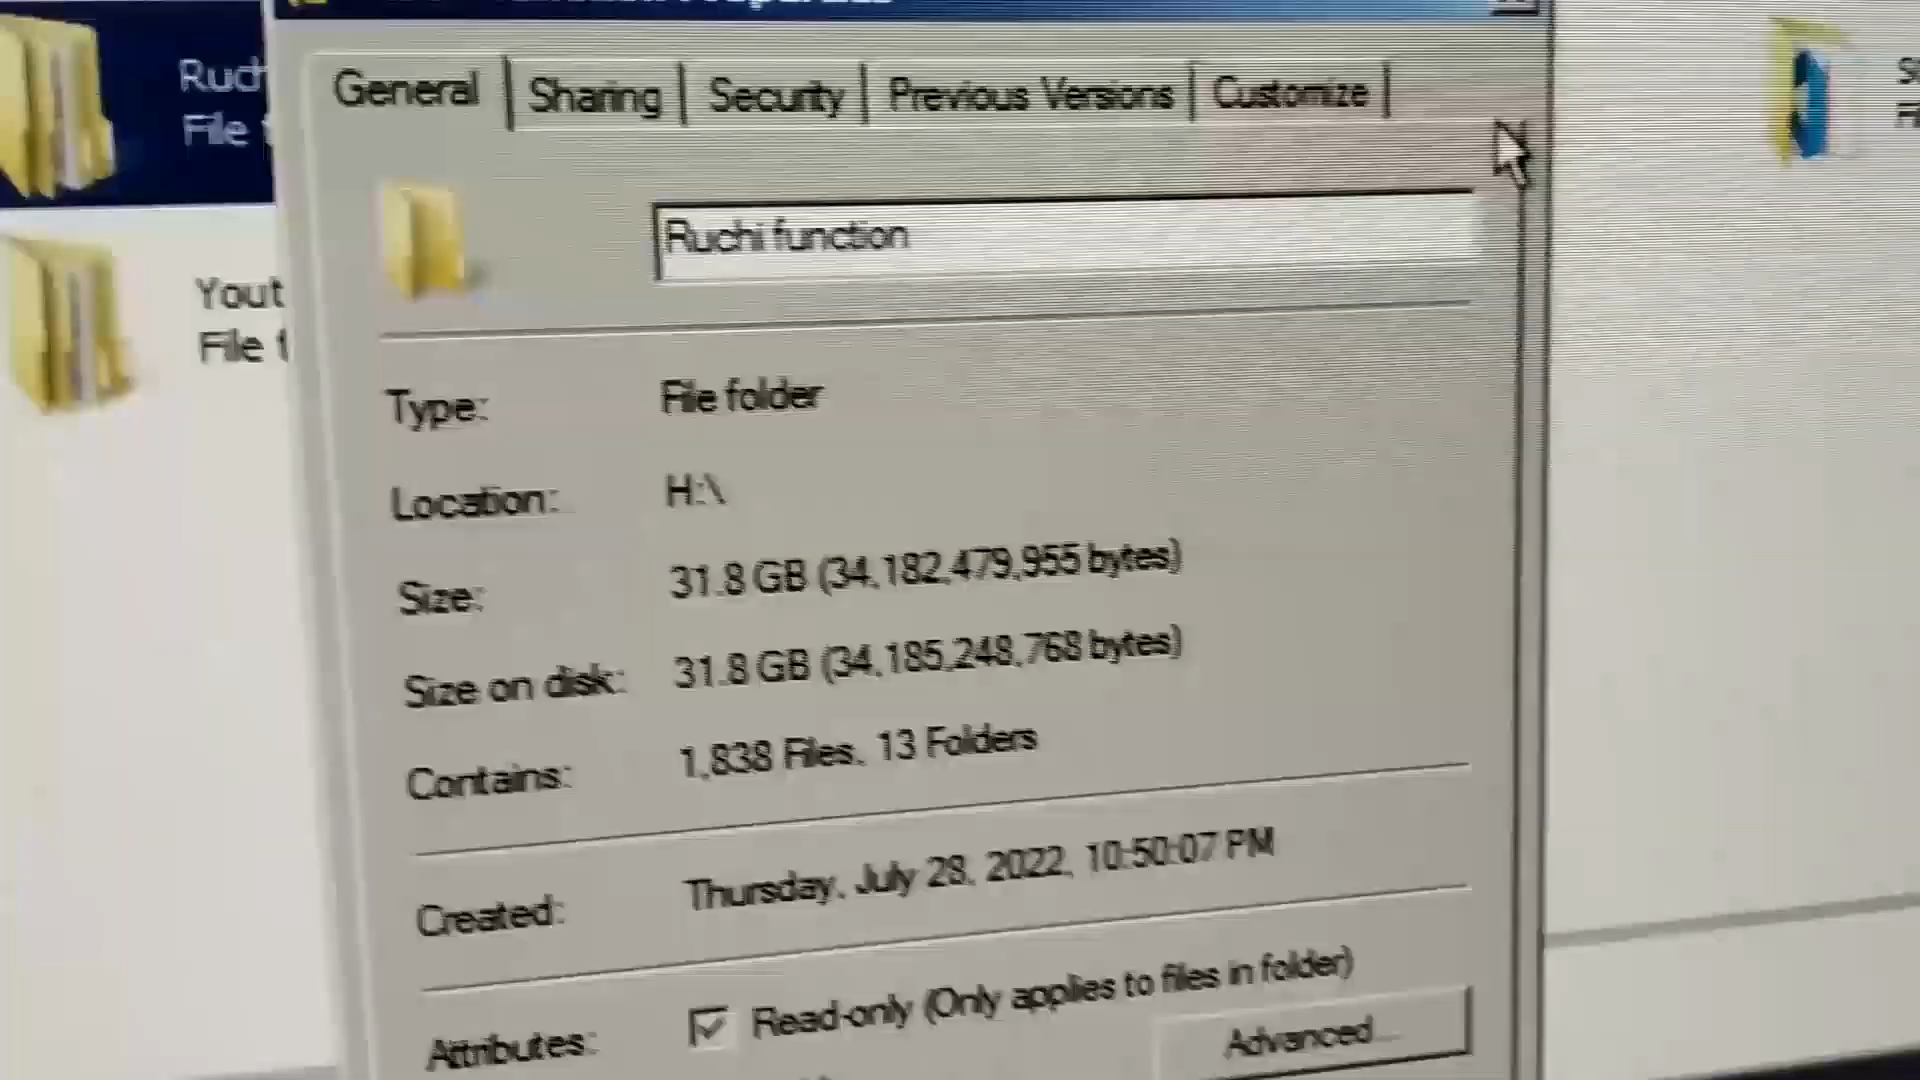 General
Sharing
Security
Previous Versions
Customize
Ruchi function
Type: File folder
Location: H:\
Size: 31.8 GB (34,182,479,955 bytes)
Size on disk: 31.8 GB (34,185,248,768 bytes)
Contains: 1,838 Files, 13 Folders
Created: Thursday, July 28, 2022, 10:50:07 PM
Attributes: Read-only (Only applies to files in folder)
Advanced...
File
Yout
File